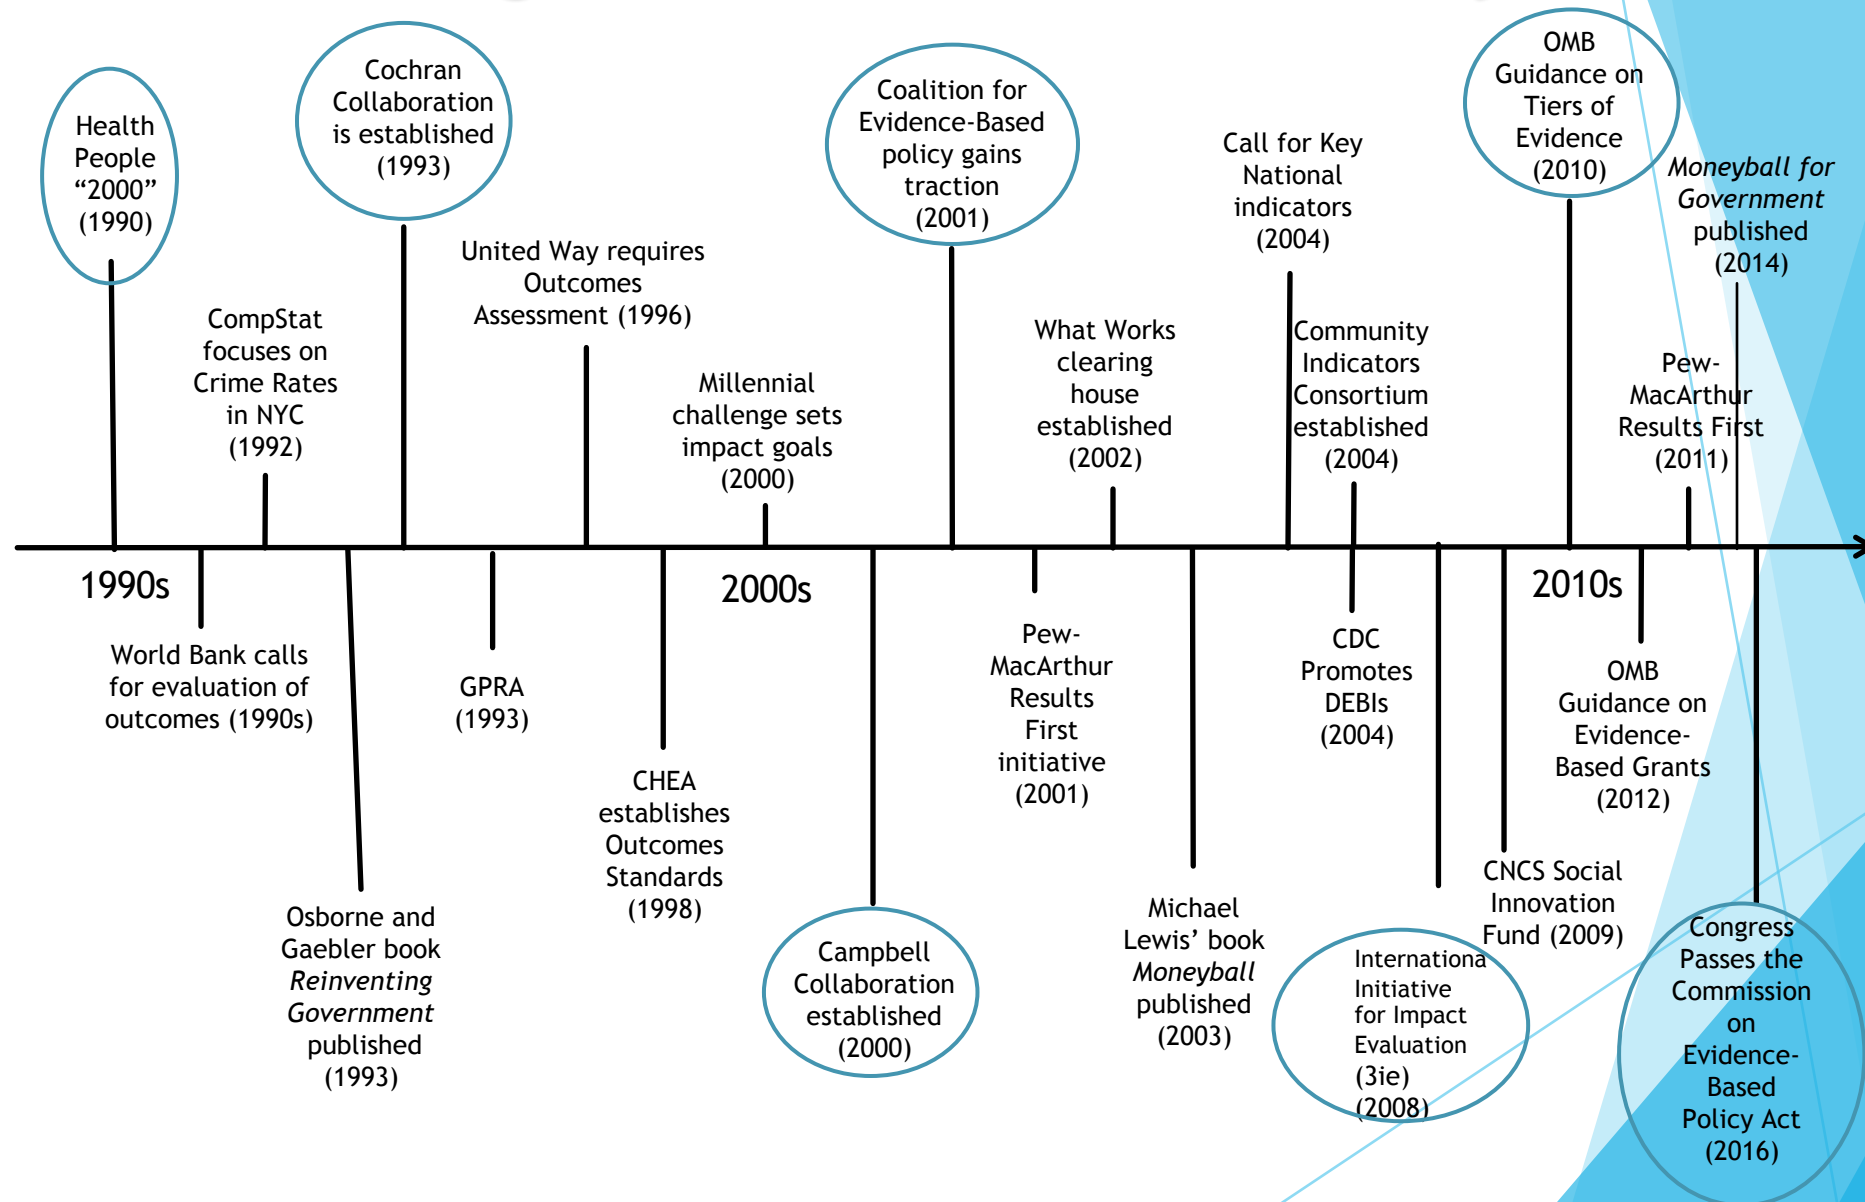 Health
People
“2000”
(1990)
Cochran
Collaboration
is established
(1993)
Coalition for
Evidence-Based
policy gains
traction
(2001)
OMB
Guidance on
Tiers of
Evidence
(2010)
Call for Key
National
indicators
(2004)
Moneyball for
Government
published
(2014)
United Way requires
Outcomes
Assessment (1996)
CompStat
focuses on
Crime Rates
in NYC
(1992)
Millennial
challenge sets
impact goals
(2000)
What Works
clearing
house
established
(2002)
Community
Indicators
Consortium
established
(2004)
Pew-
MacArthur
Results First
(2011)
1990s
2000s
2010s
World Bank calls
for evaluation of
outcomes (1990s)
GPRA
(1993)
Pew-
MacArthur
Results
First
initiative
(2001)
CDC
Promotes
DEBIs
(2004)
OMB
Guidance on
Evidence-
Based Grants
(2012)
CHEA
establishes
Outcomes
Standards
(1998)
Osborne and
Gaebler book
Reinventing
Government
published
(1993)
Campbell
Collaboration
established
(2000)
Michael
Lewis’ book
Moneyball
published
(2003)
Internationa
Initiative
for Impact
Evaluation
(3ie)
(2008)
CNCS Social
Innovation
Fund (2009)
Congress
Passes the
Commission
on
Evidence-
Based
Policy Act
(2016)